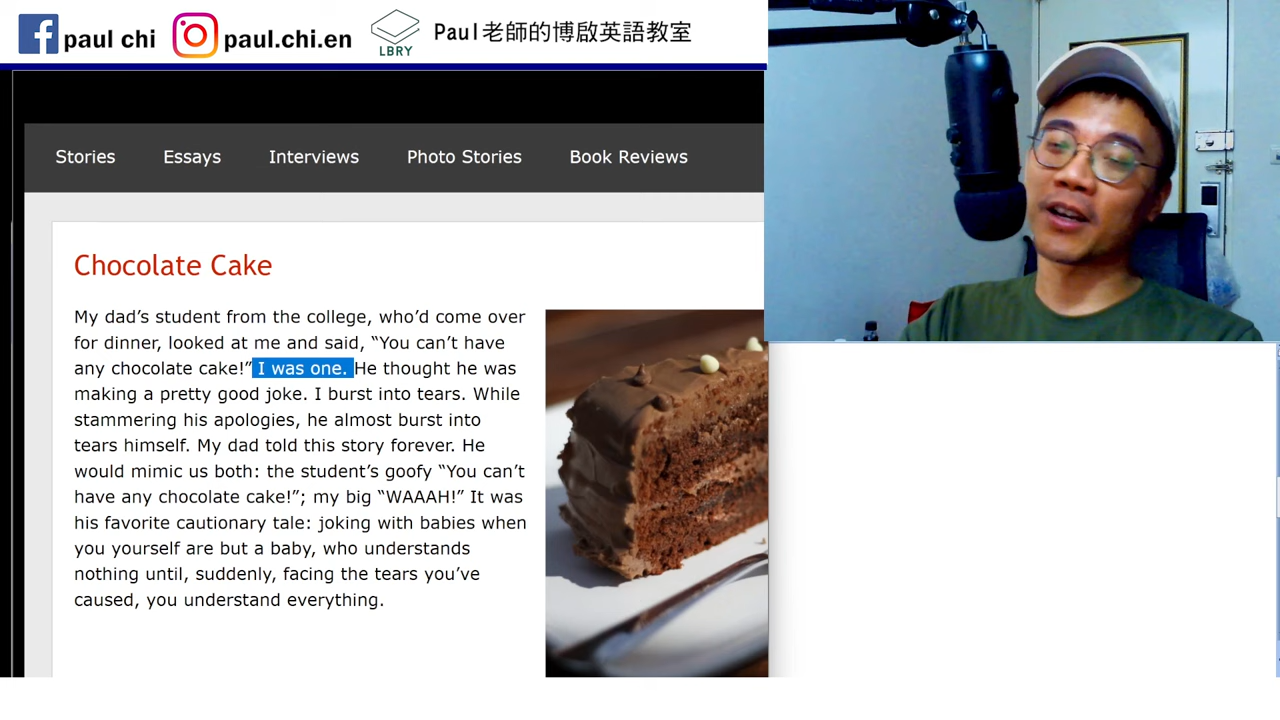 paul chi
paul.chi.en
LBRY
Paul老師的博啟英語教室
Stories Essays Interviews Photo Stories Book Reviews
Chocolate Cake
My dad’s student from the college, who’d come over
for dinner, looked at me and said, “You can’t have
any chocolate cake!” I was one. He thought he was
making a pretty good joke. I burst into tears. While
stammering his apologies, he almost burst into
tears himself. My dad told this story forever. He
would mimic us both: the student’s goofy “You can’t
have any chocolate cake!”; my big “WAAAH!” It was
his favorite cautionary tale: joking with babies when
you yourself are but a baby, who understands
nothing until, suddenly, facing the tears you’ve
caused, you understand everything.